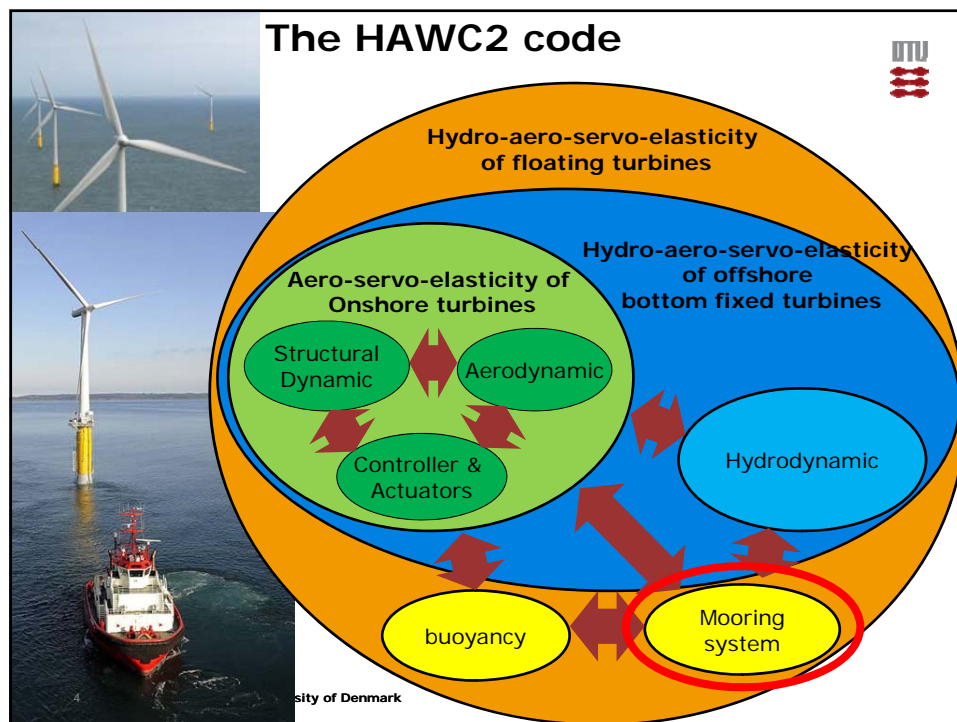 The HAWC2 code
DTU
Hydro-aero-servo-elasticity
of floating turbines
Hydro-aero-servo-elasticity
of offshore
bottom fixed turbines
Aero-servo-elasticity of
Onshore turbines
Structural
Dynamic
Aerodynamic
Controller &
Actuators
Hydrodynamic
buoyancy
Mooring
system
4
sity of Denmark